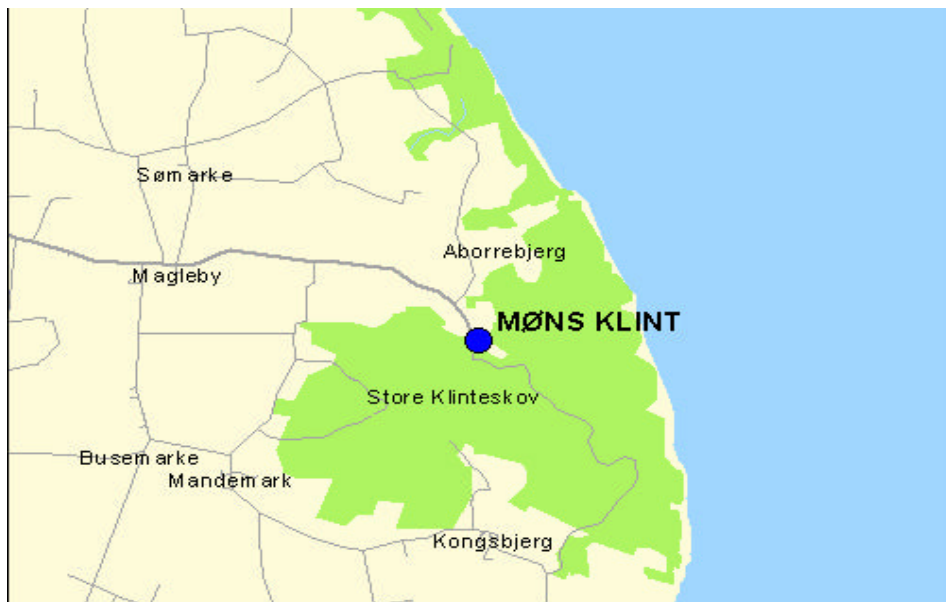 Sømarke
Aborrebjerg
Magleby
MØNS KLINT
Store Klinteskov
Busemarke
Mandemark
Kongsbjerg